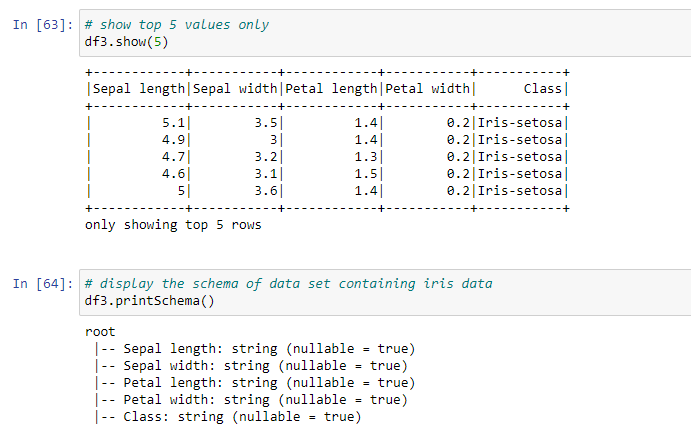 In [63]: # show top 5 values only
df3.show(5)
+------------+-----------+------------+-----------+-----------+
|Sepal length|Sepal width|Petal length|Petal width|      Class|
+------------+-----------+------------+-----------+-----------+
|         5.1|        3.5|         1.4|        0.2|Iris-setosa|
|         4.9|          3|         1.4|        0.2|Iris-setosa|
|         4.7|        3.2|         1.3|        0.2|Iris-setosa|
|         4.6|        3.1|         1.5|        0.2|Iris-setosa|
|           5|        3.6|         1.4|        0.2|Iris-setosa|
+------------+-----------+------------+-----------+-----------+
only showing top 5 rows
In [64]: # display the schema of data set containing iris data
df3.printSchema()
root
 |-- Sepal length: string (nullable = true)
 |-- Sepal width: string (nullable = true)
 |-- Petal length: string (nullable = true)
 |-- Petal width: string (nullable = true)
 |-- Class: string (nullable = true)